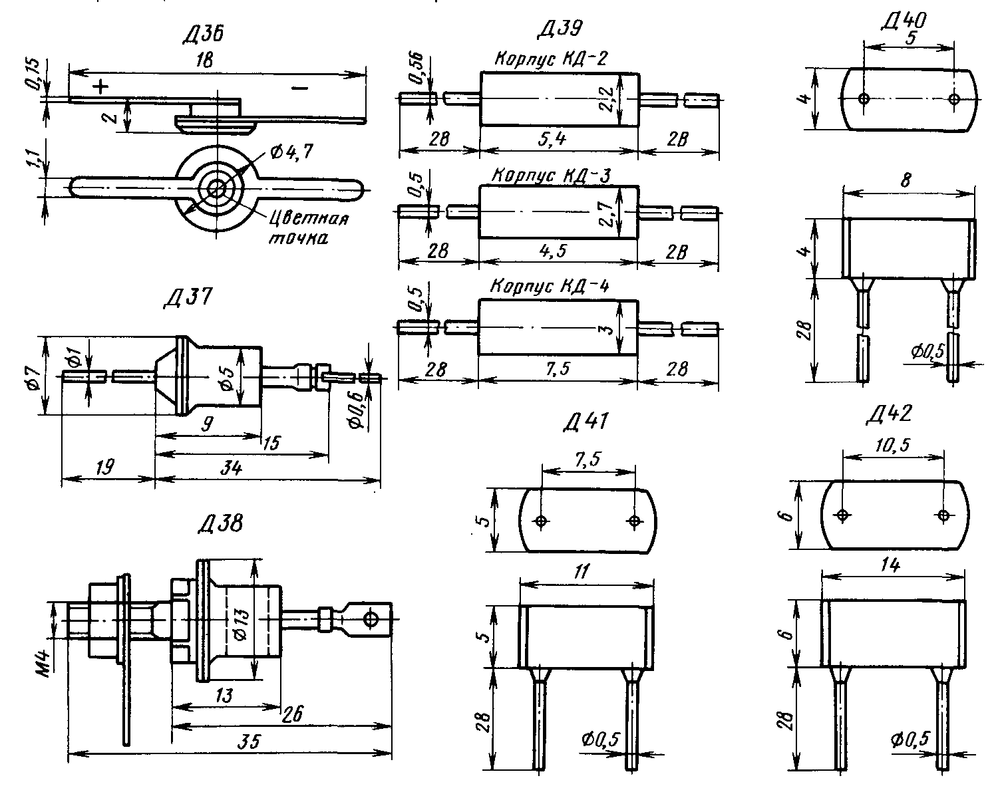 Д36
18
0,15
+
−
2
1,1
Ф4,7
Цветная
точка
Д37
Ф7
Ф1
Ф5
Ф0,6
9
15
19
34
Д38
М4
Ф13
13
26
35
Д39
Корпус КД-2
0,56
2,2
28
5,4
28
Корпус КД-3
0,5
2,7
28
4,5
28
Корпус КД-4
0,5
3
28
7,5
28
Д40
5
4
8
4
28
Ф0,5
Д41
7,5
5
11
5
28
Ф0,5
Д42
10,5
6
14
6
28
Ф0,5